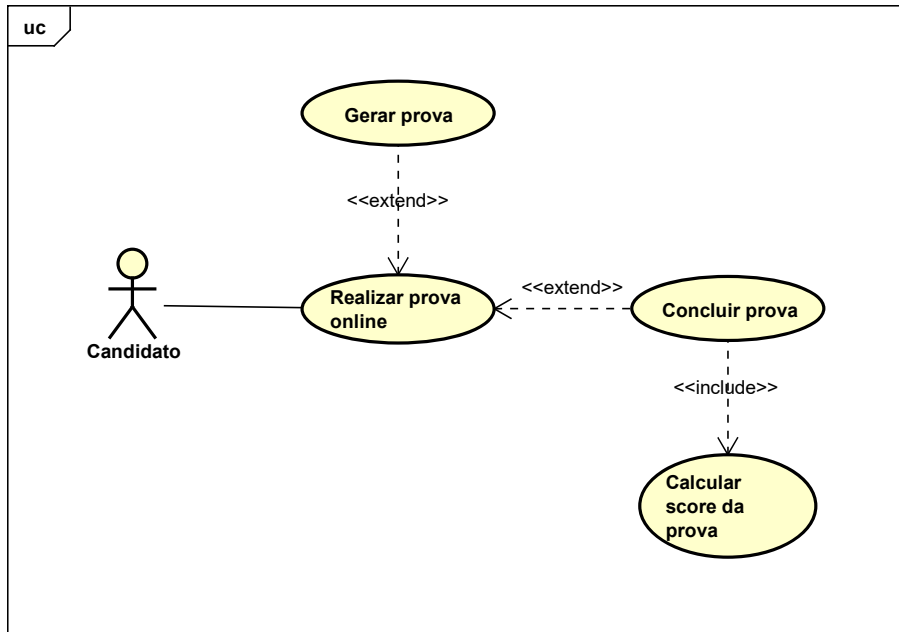 uc
Gerar prova
<<extend>>
Realizar prova
online
<<extend>>
Concluir prova
Candidato
<<include>>
Calcular
score da
prova